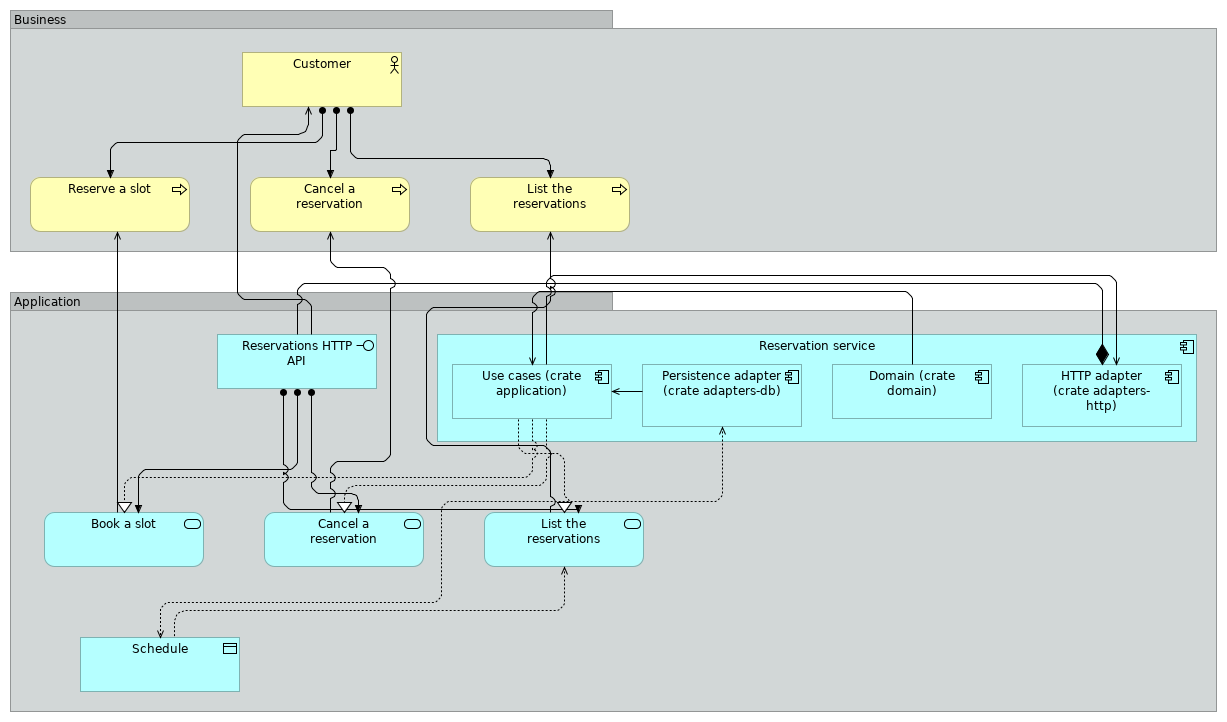 Business
Customer
Reserve a slot
Cancel a
reservation
List the
reservations
Application
Reservations HTTP
API
Reservation service
Use cases (crate
application)
Persistence adapter
(crate adapters-db)
Domain (crate
domain)
HTTP adapter
(crate adapters-
http)
Book a slot
Cancel a
reservation
List the
reservations
Schedule